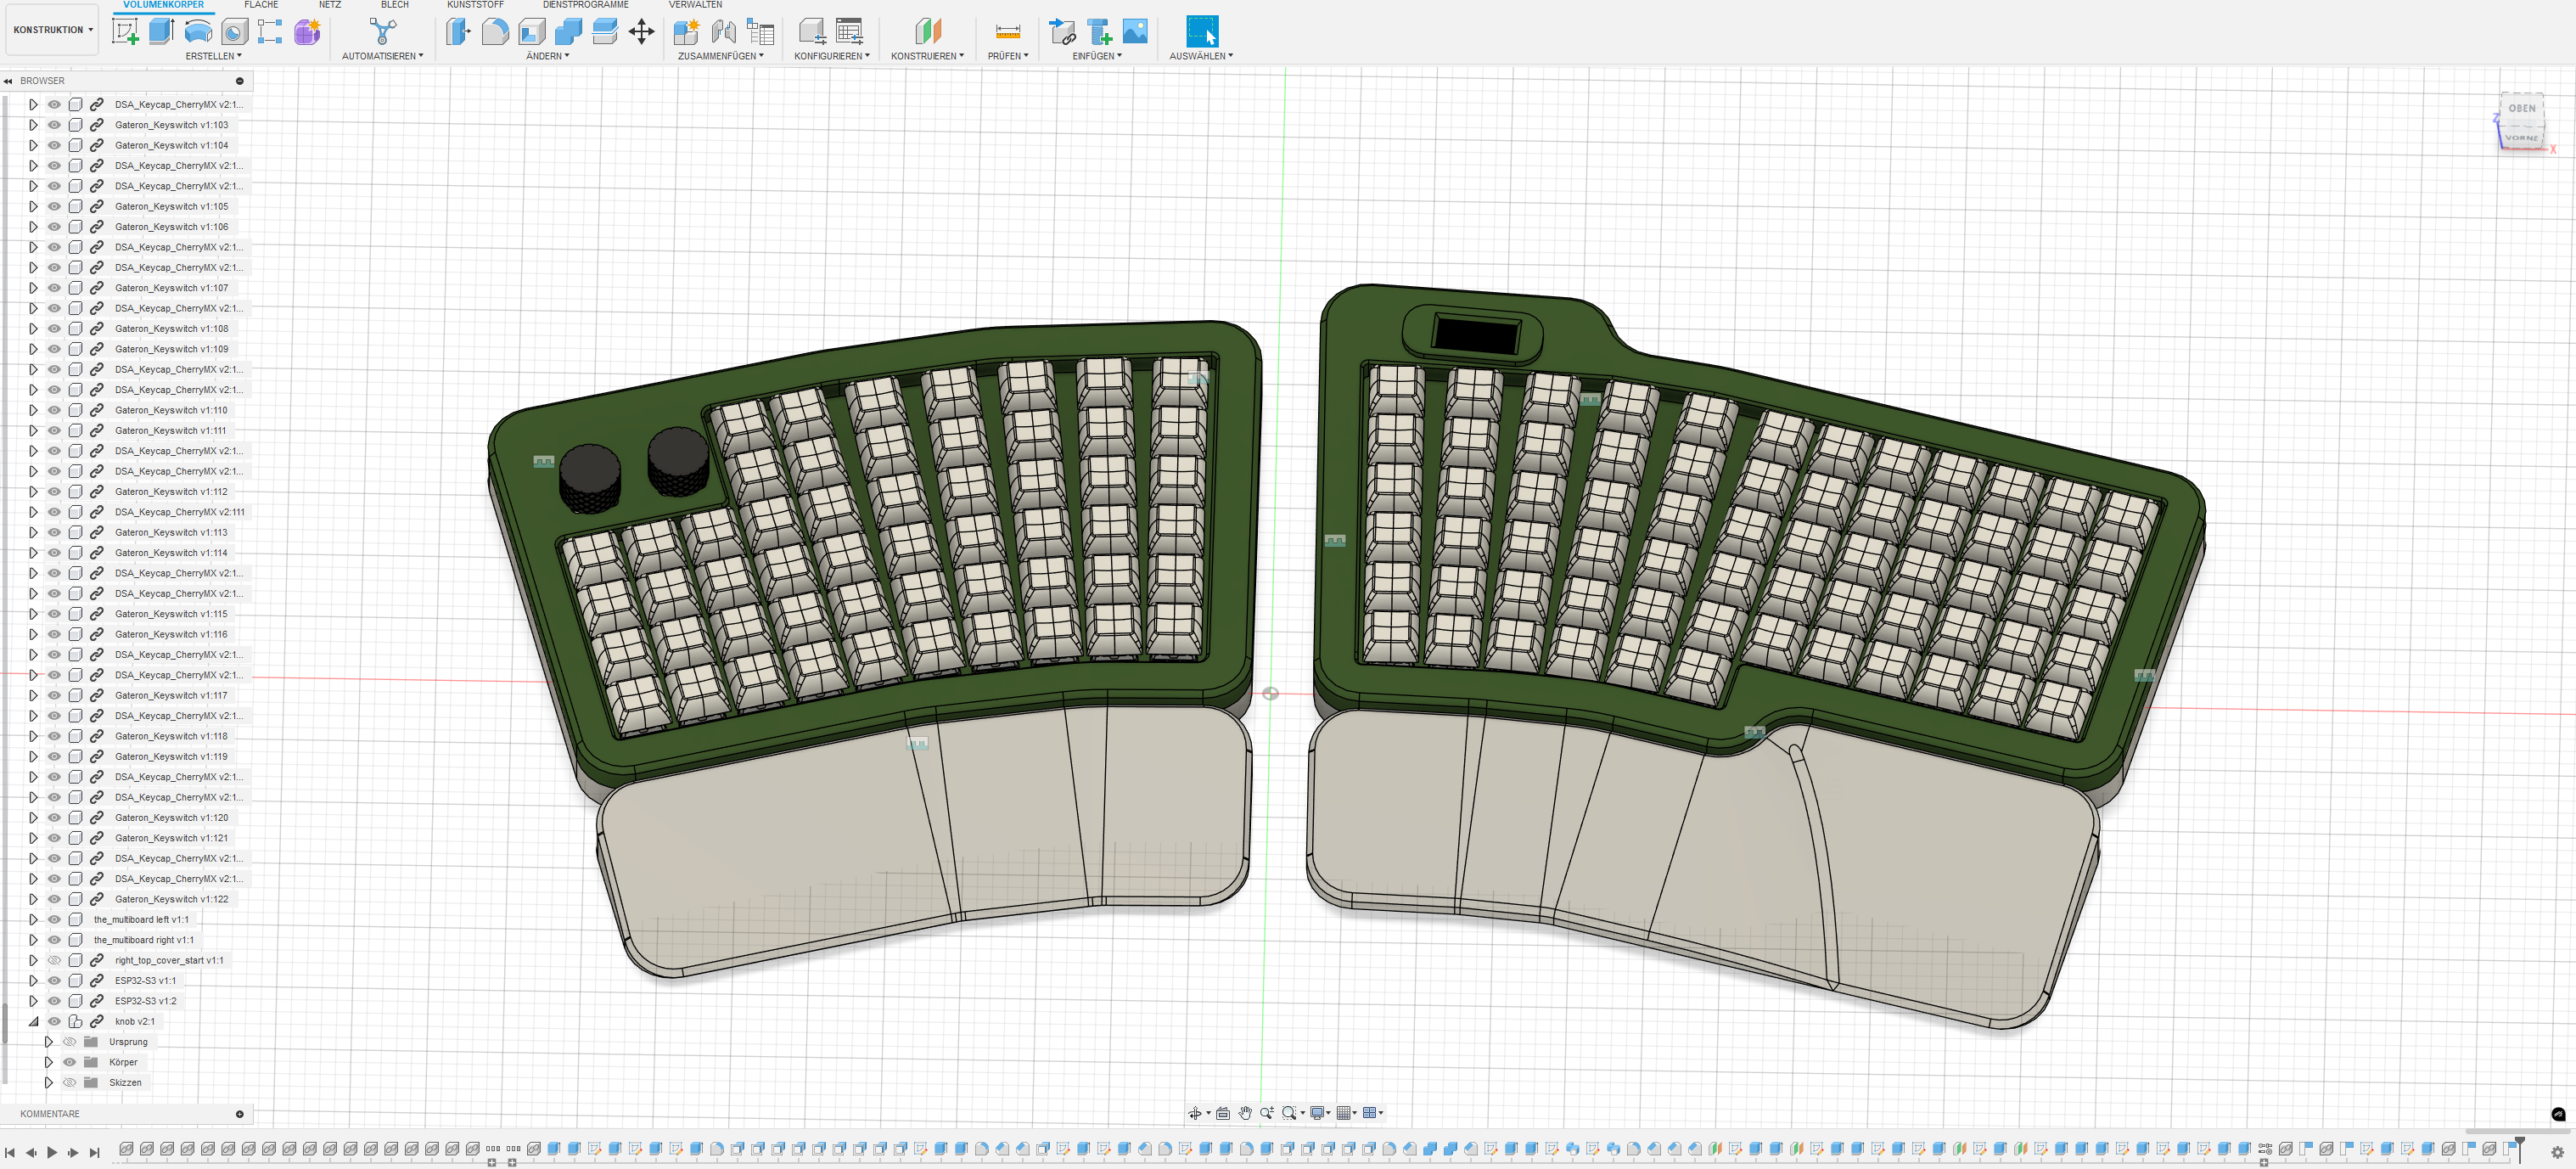 VOLUMENKÖRPER FLÄCHE NETZ BLECH KUNSTSTOFF DIENSTPROGRAMME VERWALTEN
KONSTRUKTION
ERSTELLEN AUTOMATISIEREN ÄNDERN ZUSAMMENFÜGEN KONFIGURIEREN KONSTRUIEREN PRÜFEN EINFÜGEN AUSWÄHLEN
BROWSER
OBEN
VORNE
Z
X
DSA_Keycap_CherryMX v2:1...
Gateron_Keyswitch v1:103
Gateron_Keyswitch v1:104
DSA_Keycap_CherryMX v2:1...
DSA_Keycap_CherryMX v2:1...
Gateron_Keyswitch v1:105
Gateron_Keyswitch v1:106
DSA_Keycap_CherryMX v2:1...
DSA_Keycap_CherryMX v2:1...
Gateron_Keyswitch v1:107
DSA_Keycap_CherryMX v2:1...
Gateron_Keyswitch v1:108
Gateron_Keyswitch v1:109
DSA_Keycap_CherryMX v2:1...
DSA_Keycap_CherryMX v2:1...
Gateron_Keyswitch v1:110
Gateron_Keyswitch v1:111
DSA_Keycap_CherryMX v2:1...
DSA_Keycap_CherryMX v2:1...
Gateron_Keyswitch v1:112
DSA_Keycap_CherryMX v2:111
Gateron_Keyswitch v1:113
Gateron_Keyswitch v1:114
DSA_Keycap_CherryMX v2:1...
DSA_Keycap_CherryMX v2:1...
Gateron_Keyswitch v1:115
Gateron_Keyswitch v1:116
DSA_Keycap_CherryMX v2:1...
DSA_Keycap_CherryMX v2:1...
Gateron_Keyswitch v1:117
DSA_Keycap_CherryMX v2:1...
Gateron_Keyswitch v1:118
Gateron_Keyswitch v1:119
DSA_Keycap_CherryMX v2:1...
DSA_Keycap_CherryMX v2:1...
Gateron_Keyswitch v1:120
Gateron_Keyswitch v1:121
DSA_Keycap_CherryMX v2:1...
DSA_Keycap_CherryMX v2:1...
Gateron_Keyswitch v1:122
the_multiboard left v1:1
the_multiboard right v1:1
right_top_cover_start v1:1
ESP32-S3 v1:1
ESP32-S3 v1:2
knob v2:1
Ursprung
Körper
Skizzen
KOMMENTARE